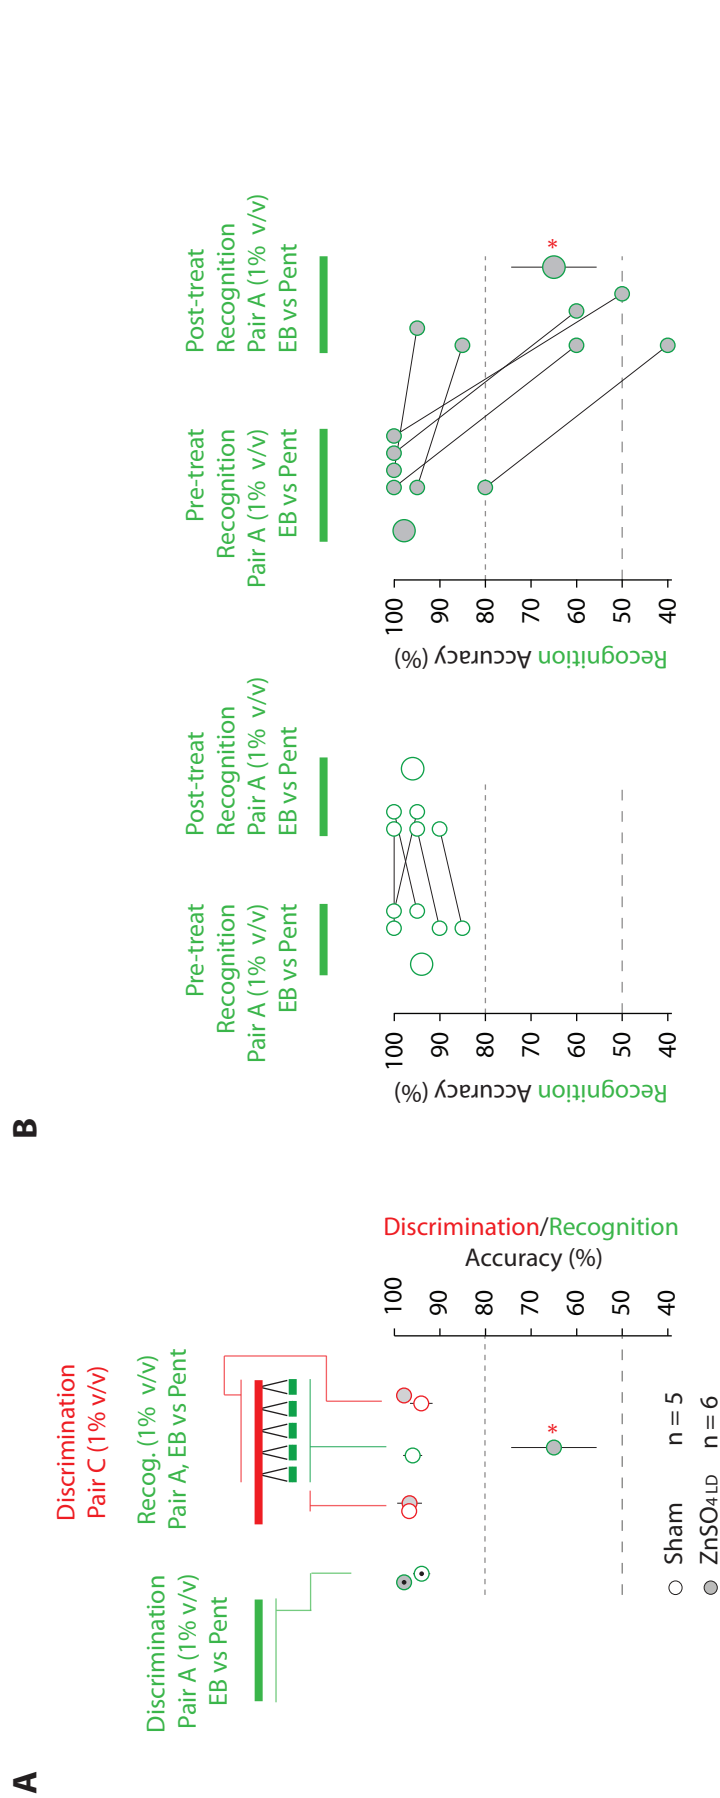 A
Discrimination
Pair A (1% v/v)
EB vs Pent
Discrimination
Pair C (1% v/v)
Recog. (1% v/v)
Pair A, EB vs Pent
*
100
90
80
70
60
50
40
Discrimination/Recognition
Accuracy (%)
Sham n = 5
ZnSO4 LD n = 6
B
Pre-treat
Recognition
Pair A (1% v/v)
EB vs Pent
Post-treat
Recognition
Pair A (1% v/v)
EB vs Pent
100
90
80
70
60
50
40
Recognition Accuracy (%)
Pre-treat
Recognition
Pair A (1% v/v)
EB vs Pent
Post-treat
Recognition
Pair A (1% v/v)
EB vs Pent
*
100
90
80
70
60
50
40
Recognition Accuracy (%)